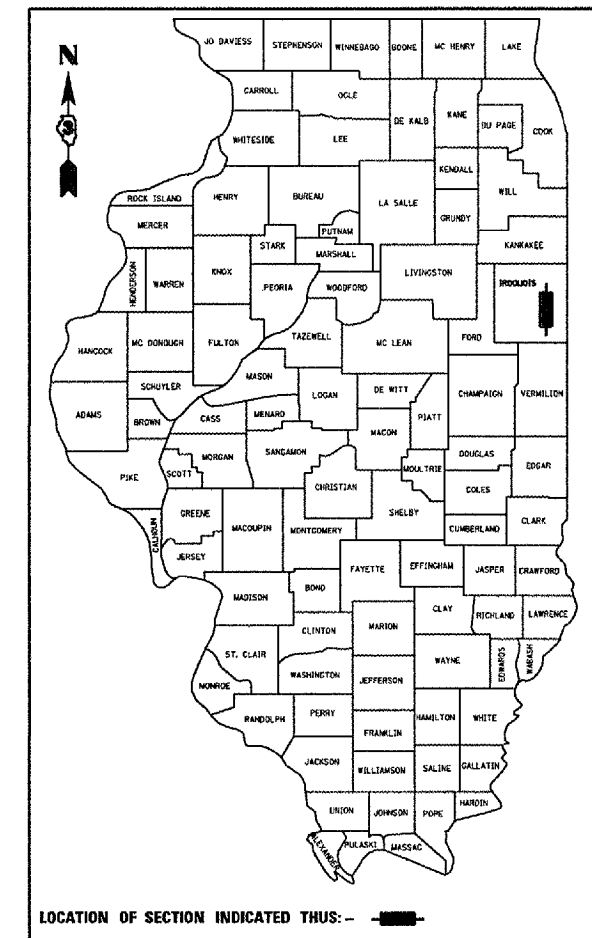 JO DAVIESS STEPHENSON WINNEBAGO BOONE MC HENRY LAKE
N
CARROLL OGLE
DE KALB KANE DU PAGE COOK
WHITESIDE LEE
KENDALL
WILL
ROCK ISLAND HENRY BUREAU LA SALLE
MERCER PUTNAM GRUNDY
STARK MARSHALL KANKAKEE
HENDERSON WARREN KNOX PEORIA WOODFORD LIVINGSTON IROQUOIS
HANCOCK MC DONOUGH FULTON TAZEWELL MC LEAN FORD
MASON
SCHUYLER LOGAN DE WITT CHAMPAIGN VERMILION
ADAMS BROWN CASS MENARD PIATT
MACON
MORGAN SANGAMON DOUGLAS
PIKE SCOTT MOULTRIE EDGAR
CHRISTIAN COLES
GREENE SHELBY
CALHOUN MACOUPIN MONTGOMERY CUMBERLAND CLARK
JERSEY
FAYETTE EFFINGHAM JASPER CRAWFORD
MADISON BOND
CLAY RICHLAND LAWRENCE
CLINTON MARION
ST. CLAIR WAYNE EDWARDS WABASH
WASHINGTON JEFFERSON
MONROE
RANDOLPH PERRY HAMILTON WHITE
FRANKLIN
JACKSON WILLIAMSON SALINE GALLATIN
UNION JOHNSON POPE HARDIN
ALEXANDER PULASKI MASSAC
LOCATION OF SECTION INDICATED THUS: –